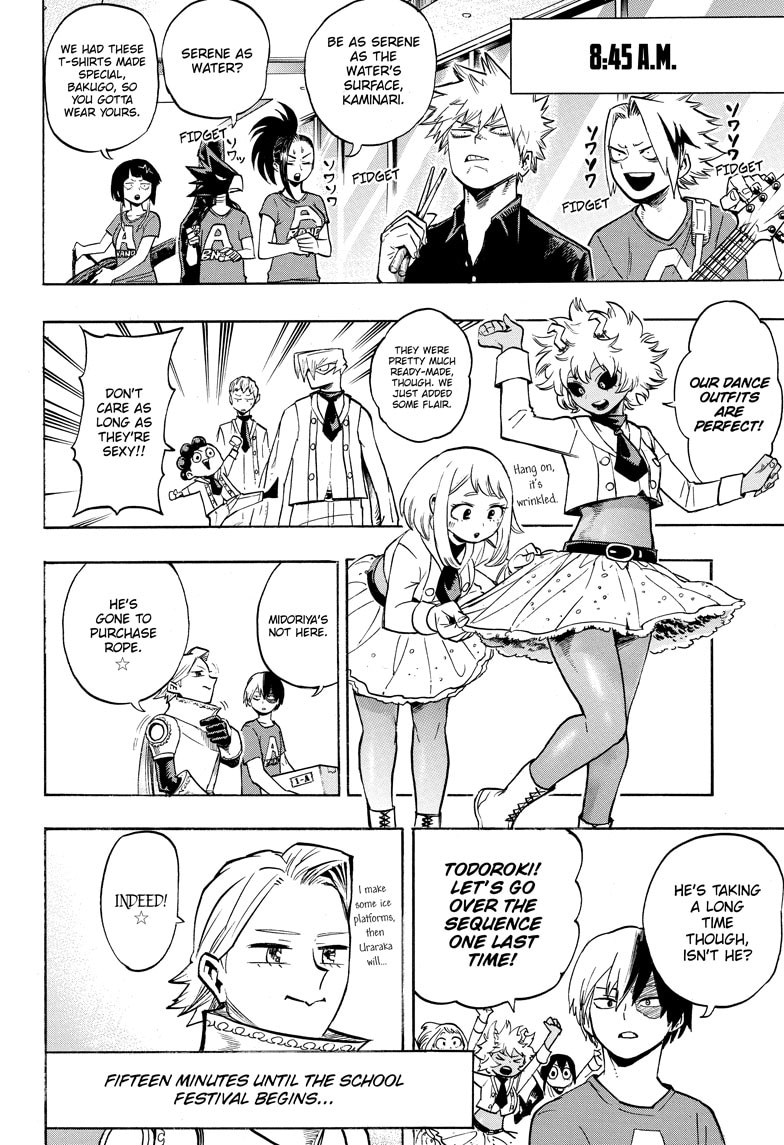 8:45 A.M.
BE AS SERENE
AS THE
WATER'S
SURFACE,
KAMINARI.
SERENE AS
WATER?
WE HAD THESE
T-SHIRTS MADE
SPECIAL,
BAKUGO, SO
YOU GOTTA
WEAR YOURS.
ソワソワ
FIDGET
FIDGET
ソワソワ
FIDGET
ソワソワ
FIDGET
ソワッ
A
A
A
A
OUR DANCE
OUTFITS
ARE
PERFECT!
THEY WERE
PRETTY MUCH
READY-MADE,
THOUGH. WE
JUST ADDED
SOME FLAIR.
Hang on,
it's
wrinkled.
DON'T
CARE AS
LONG AS
THEY'RE
SEXY!!
MIDORIYA'S
NOT HERE.
HE'S
GONE TO
PURCHASE
ROPE.
☆
A
1-A
HE'S TAKING
A LONG
TIME
THOUGH,
ISN'T HE?
TODOROKI!
LET'S GO
OVER THE
SEQUENCE
ONE LAST
TIME!
I make
some ice
platforms,
then
Uraraka
will...
INDEED!
☆
FIFTEEN MINUTES UNTIL THE SCHOOL
FESTIVAL BEGINS...